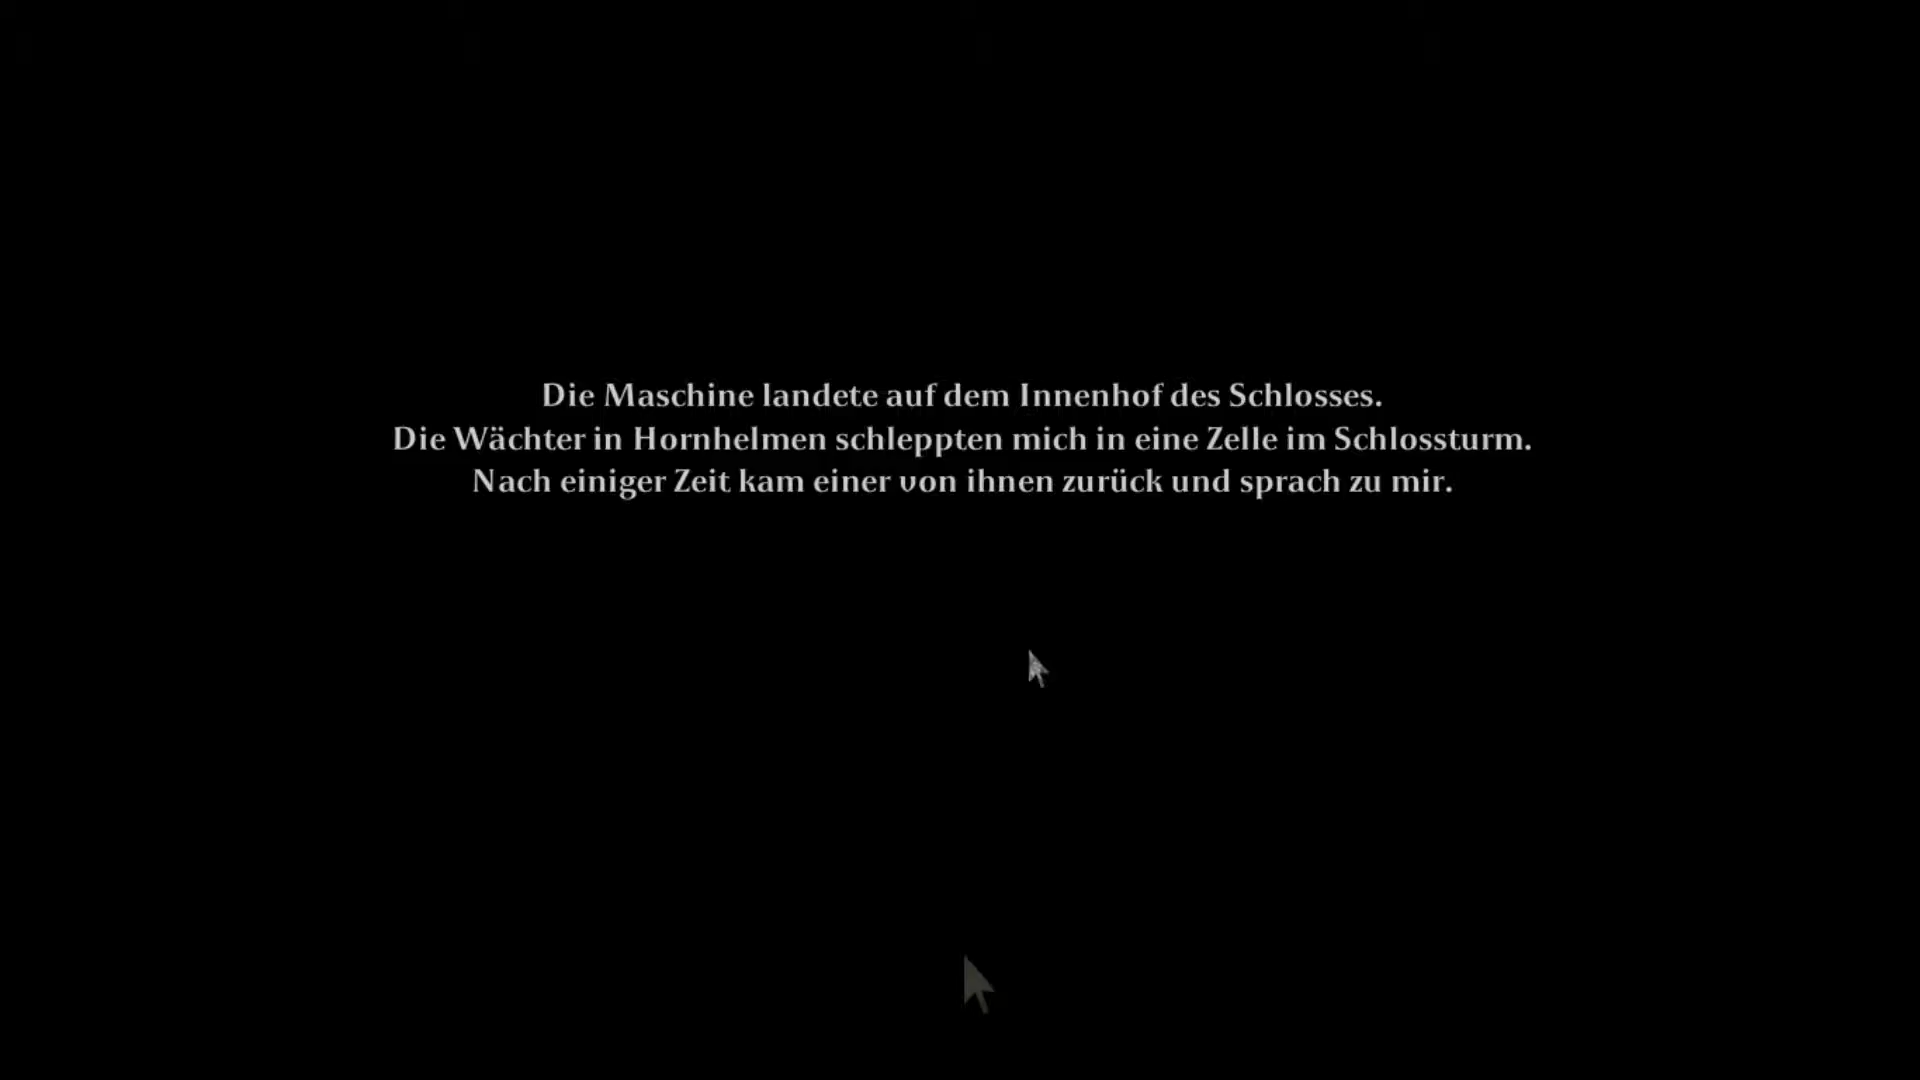 Die Maschine landete auf dem Innenhof des Schlosses.
Die Wächter in Hornhelmen schleppten mich in eine Zelle im Schlossturm.
Nach einiger Zeit kam einer von ihnen zurück und sprach zu mir.